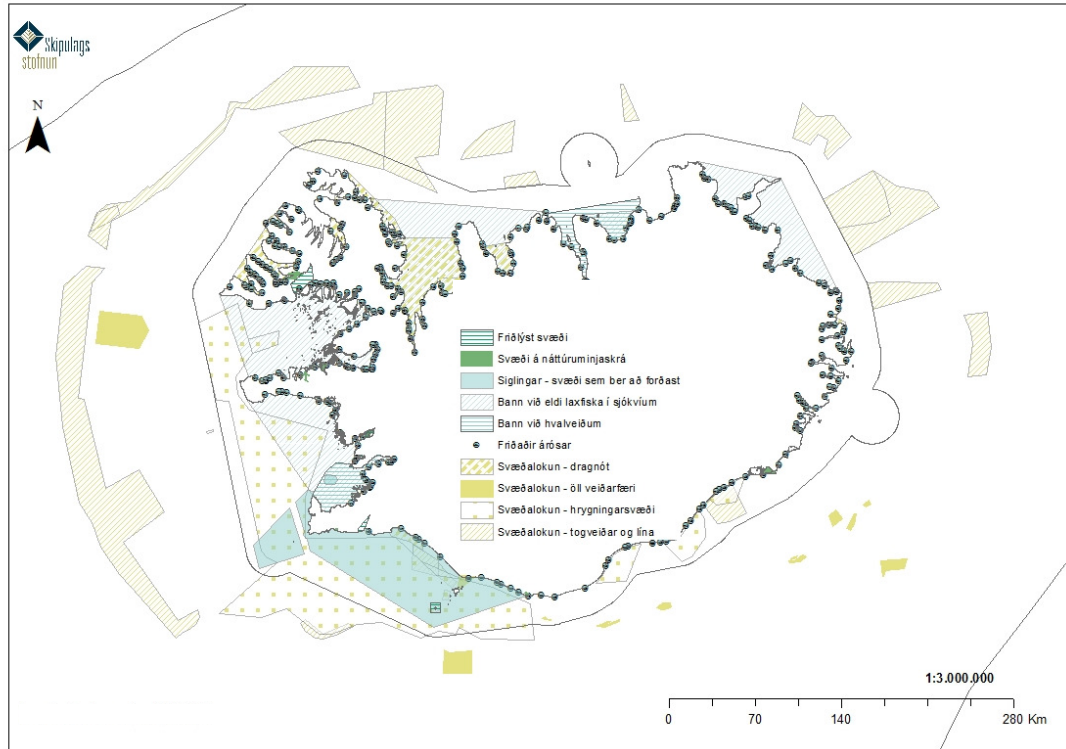 Skipulags
stofnun
N
Friðlýst svæði
Svæði á náttúruminjaskrá
Siglingar - svæði sem ber að forðast
Bann við eldi laxfiska í sjókvíum
Bann við hvalveiðum
Friðaðir árósar
Svæðalokun - dragnót
Svæðalokun - öll veiðarfæri
Svæðalokun - hrygningarsvæði
Svæðalokun - togveiðar og lína
1:3.000.000
0 70 140 280 Km